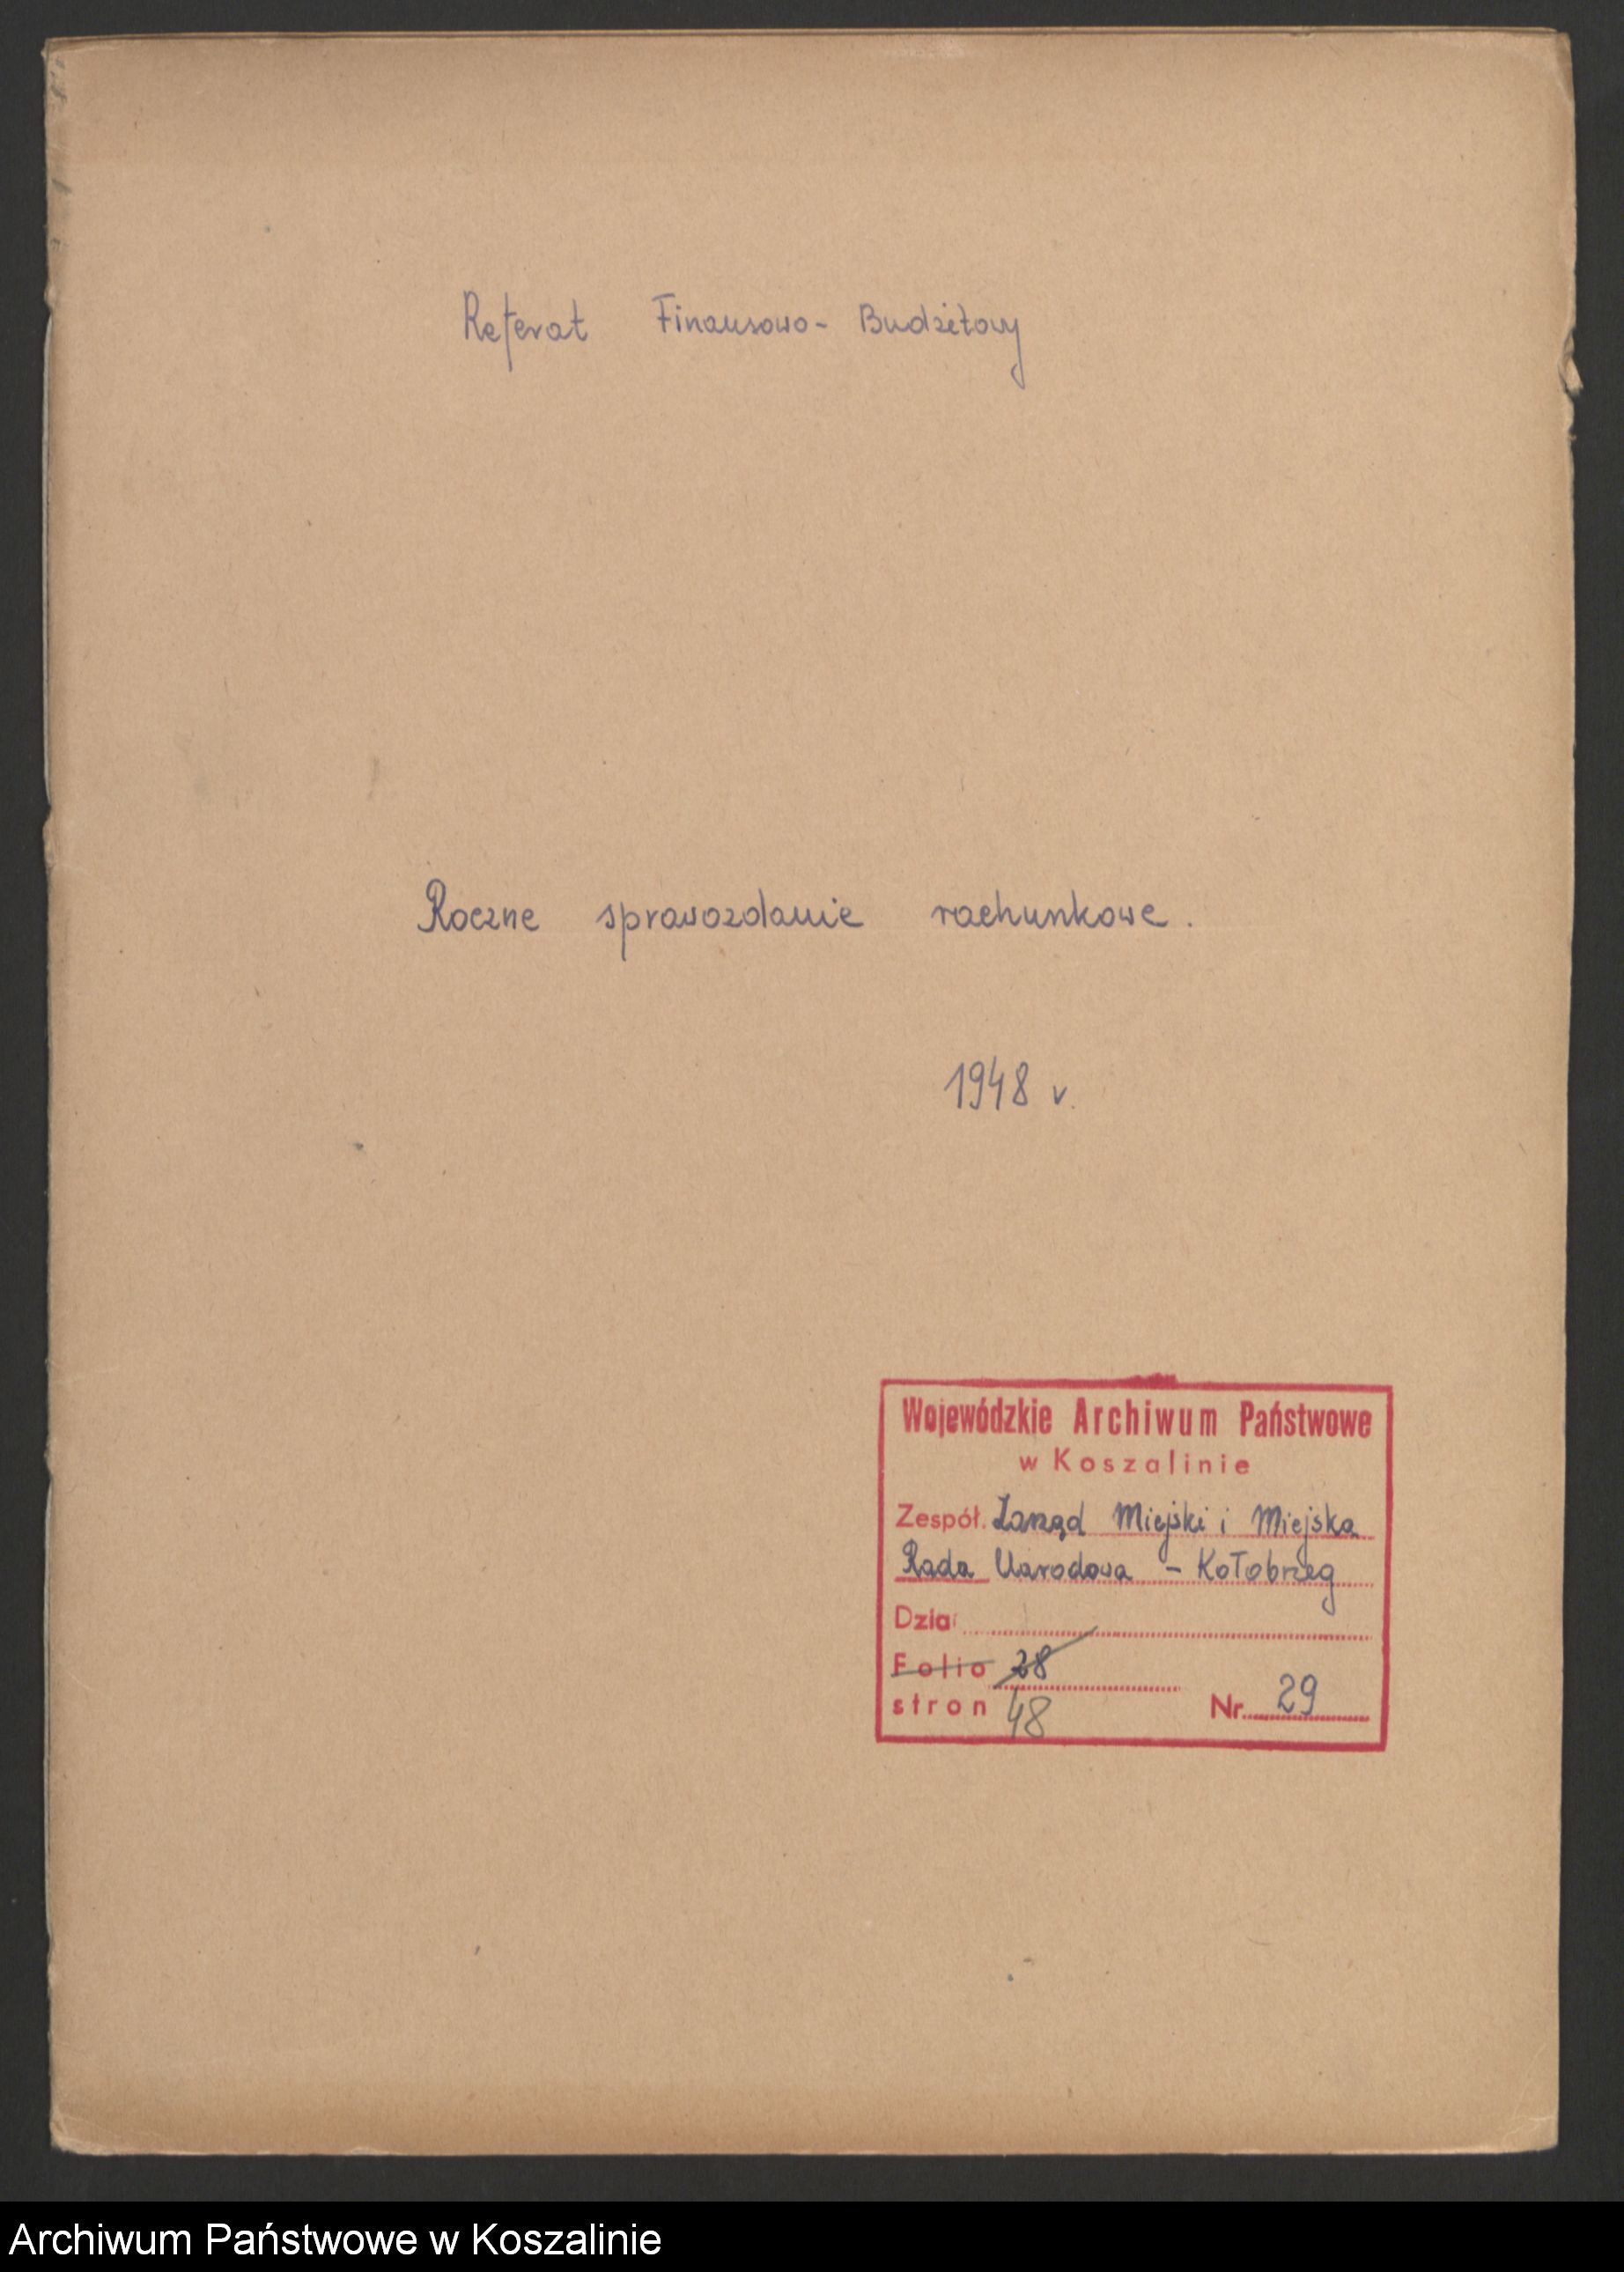 Referat Finansowo-Budżetowy
Roczne sprawozdanie rachunkowe.
1948 r.
Wojewódzkie Archiwum Państwowe
w Koszalinie
Zespół Zarząd Miejski i Miejska
Rada Narodowa - Kołobrzeg
Dział
Folio 28
stron 48 Nr 29
Archiwum Państwowe w Koszalinie